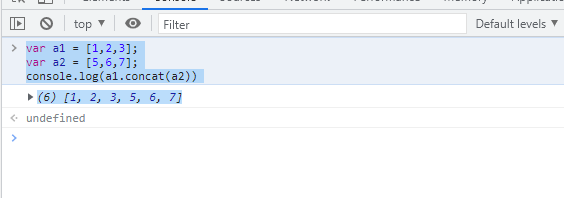 Console
top ▼ Filter Default levels ▼
var a1 = [1,2,3];
var a2 = [5,6,7];
console.log(a1.concat(a2))
(6) [1, 2, 3, 5, 6, 7]
undefined